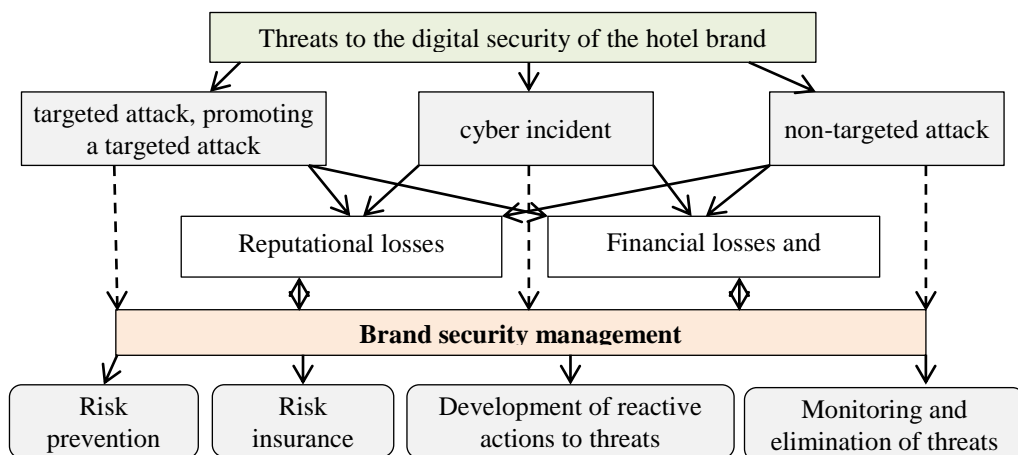 Threats to the digital security of the hotel brand
targeted attack, promoting
a targeted attack
cyber incident
non-targeted attack
Reputational losses
Financial losses and
Brand security management
Risk
prevention
Risk
insurance
Development of reactive
actions to threats
Monitoring and
elimination of threats